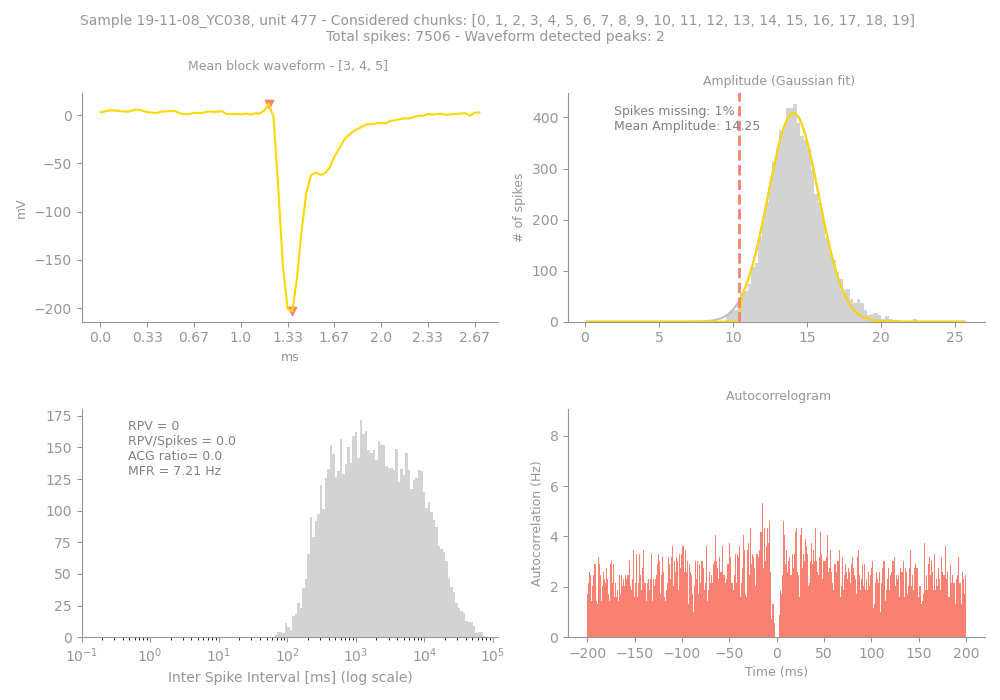 Sample 19-11-08_YC038, unit 477 - Considered chunks: [0, 1, 2, 3, 4, 5, 6, 7, 8, 9, 10, 11, 12, 13, 14, 15, 16, 17, 18, 19]
Total spikes: 7506 - Waveform detected peaks: 2
Mean block waveform - [3, 4, 5]
mV
0
−50
−100
−150
−200
0.0 0.33 0.67 1.0 1.33 1.67 2.0 2.33 2.67
ms
Amplitude (Gaussian fit)
Spikes missing: 1%
Mean Amplitude: 14.25
# of spikes
400
300
200
100
0
0 5 10 15 20 25
RPV = 0
RPV/Spikes = 0.0
ACG ratio= 0.0
MFR = 7.21 Hz
175
150
125
100
75
50
25
0
10⁻¹ 10⁰ 10¹ 10² 10³ 10⁴ 10⁵
Inter Spike Interval [ms] (log scale)
Autocorrelogram
Autocorrelation (Hz)
8
6
4
2
0
−200 −150 −100 −50 0 50 100 150 200
Time (ms)